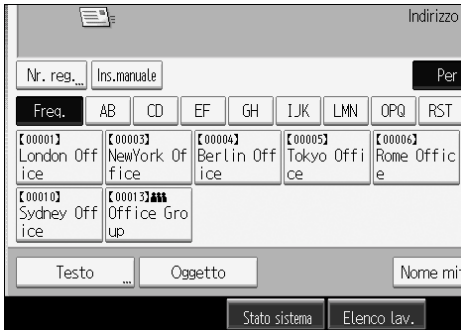 Indirizzo
Nr. reg. Ins.manuale Per
Freq. AB CD EF GH IJK LMN OPQ RST
【00001】 【00003】 【00004】 【00005】 【00006】
London Off NewYork Of Berlin Off Tokyo Offi Rome Offic
ice fice ice ce e
【00010】 【00013】
Sydney Off Office Gro
ice up
Testo Oggetto Nome mit
Stato sistema Elenco lav.